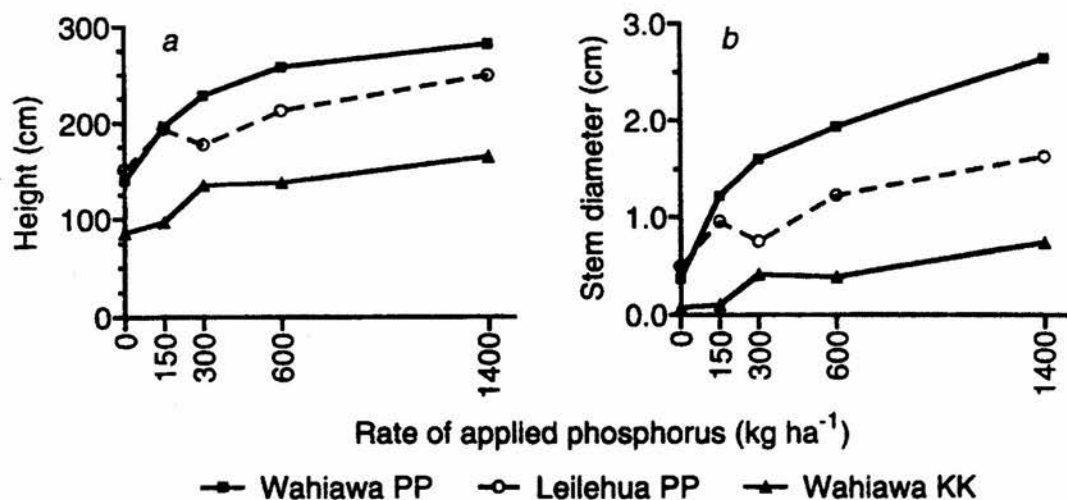 a
Height (cm)
300
200
100
0
0
150
300
600
1400
b
Stem diameter (cm)
2.0
1.0
0.0
0
150
300
600
1400
Rate of applied phosphorus (kg ha⁻¹)
Wahiawa PP Leilehua PP Wahiawa KK